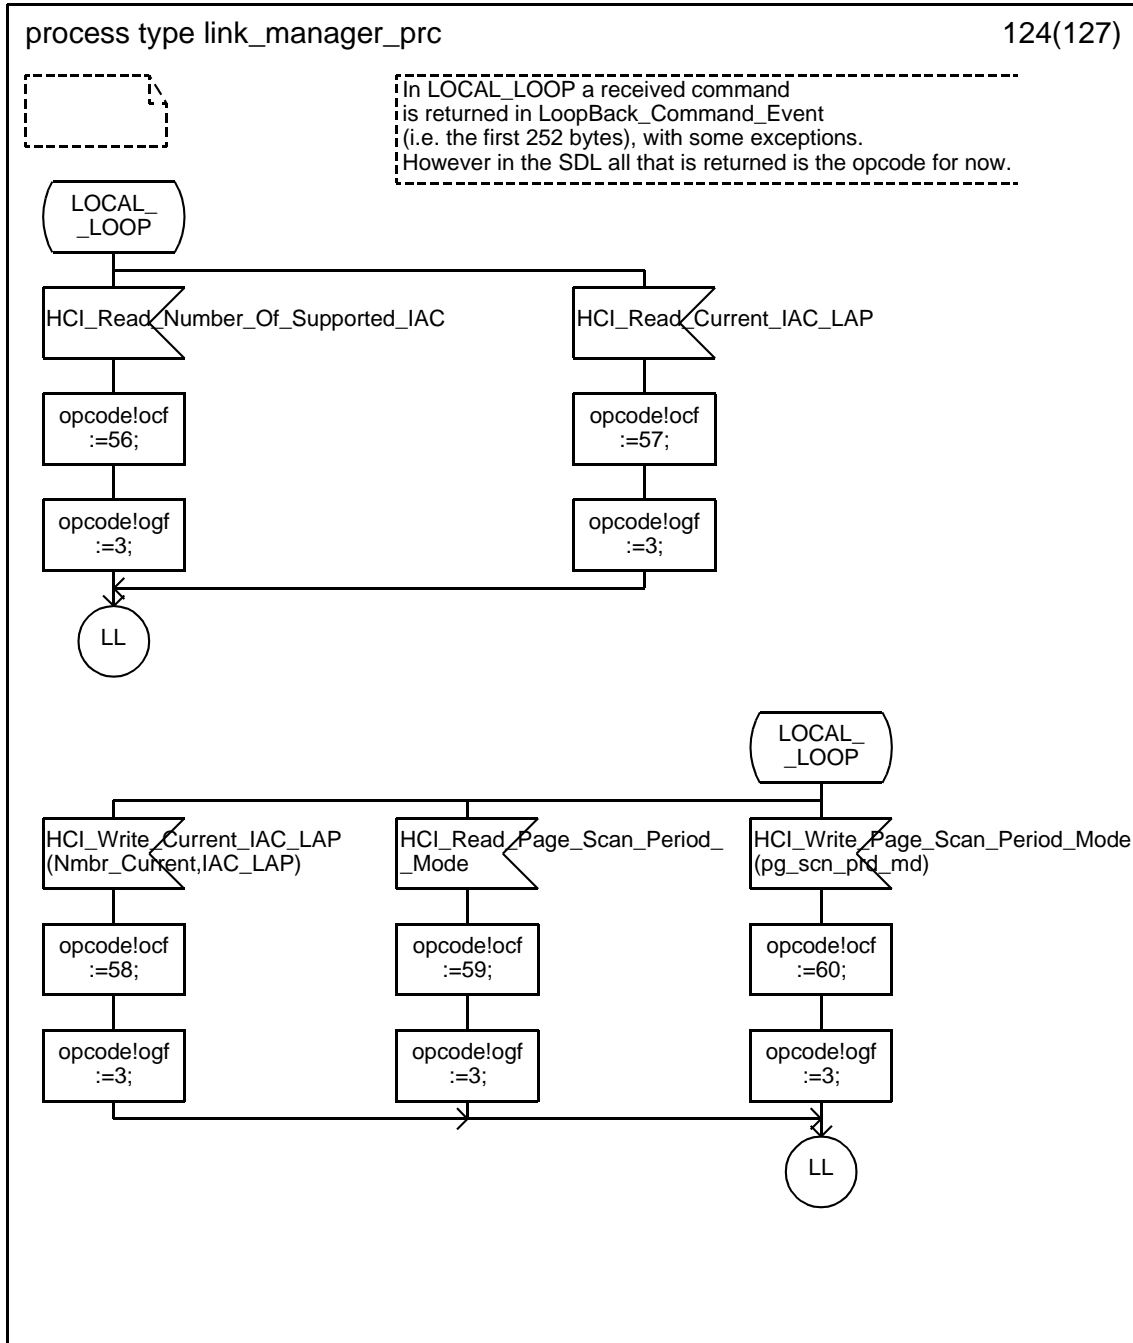 process type link_manager_prc
124(127)
In LOCAL_LOOP a received command
is returned in LoopBack_Command_Event
(i.e. the first 252 bytes), with some exceptions.
However in the SDL all that is returned is the opcode for now.
LOCAL_
_LOOP
HCI_Read_Number_Of_Supported_IAC
HCI_Read_Current_IAC_LAP
opcode!ocf
:=56;
opcode!ocf
:=57;
opcode!ogf
:=3;
opcode!ogf
:=3;
LL
LOCAL_
_LOOP
HCI_Write_Current_IAC_LAP
(Nmbr_Current,IAC_LAP)
HCI_Read_Page_Scan_Period_
_Mode
HCI_Write_Page_Scan_Period_Mode
(pg_scn_prd_md)
opcode!ocf
:=58;
opcode!ocf
:=59;
opcode!ocf
:=60;
opcode!ogf
:=3;
opcode!ogf
:=3;
opcode!ogf
:=3;
LL